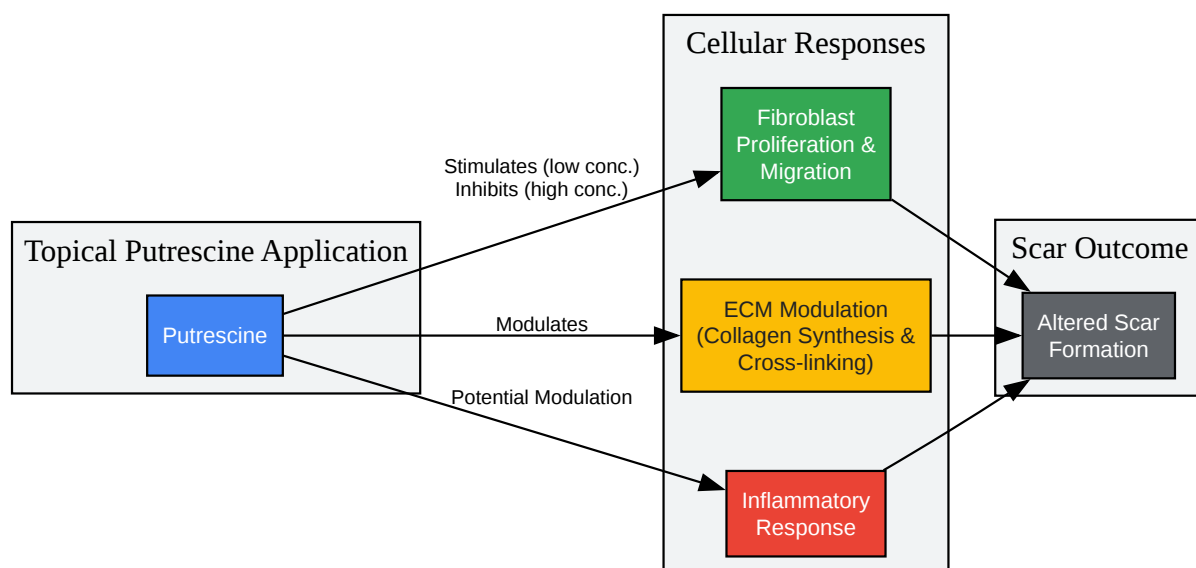 Cellular Responses
Fibroblast
Proliferation &
Migration
Stimulates (low conc.)
Inhibits (high conc.)
Topical Putrescine Application
Putrescine
Modulates
ECM Modulation
(Collagen Synthesis &
Cross-linking)
Scar Outcome
Altered Scar
Formation
Potential Modulation
Inflammatory
Response